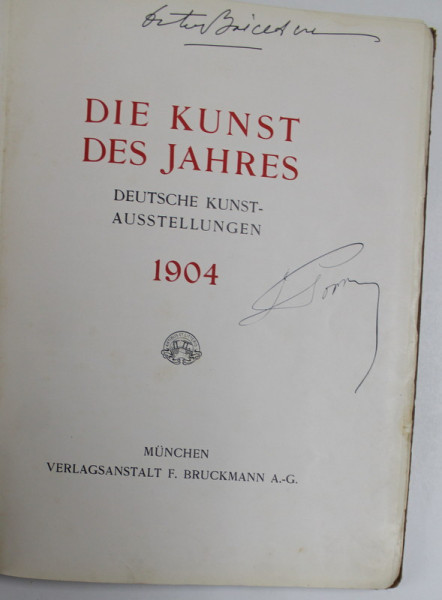 DIE KUNST
DES JAHRES
DEUTSCHE KUNST-
AUSSTELLUNGEN
1904
MÜNCHEN
VERLAGSANSTALT F. BRUCKMANN A.-G.